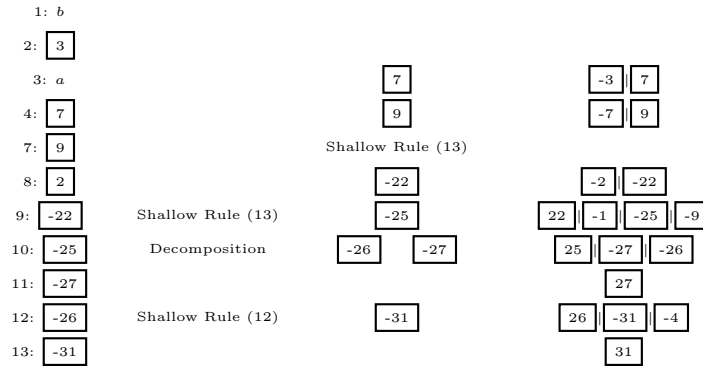 1: b
2: 3
3: a 7 -3 | 7
4: 7 9 -7 | 9
7: 9 Shallow Rule (13)
8: 2 -22 -2 | -22
9: -22 Shallow Rule (13) -25 22 | -1 | -25 | -9
10: -25 Decomposition -26 -27 25 | -27 | -26
11: -27 27
12: -26 Shallow Rule (12) -31 26 | -31 | -4
13: -31 31